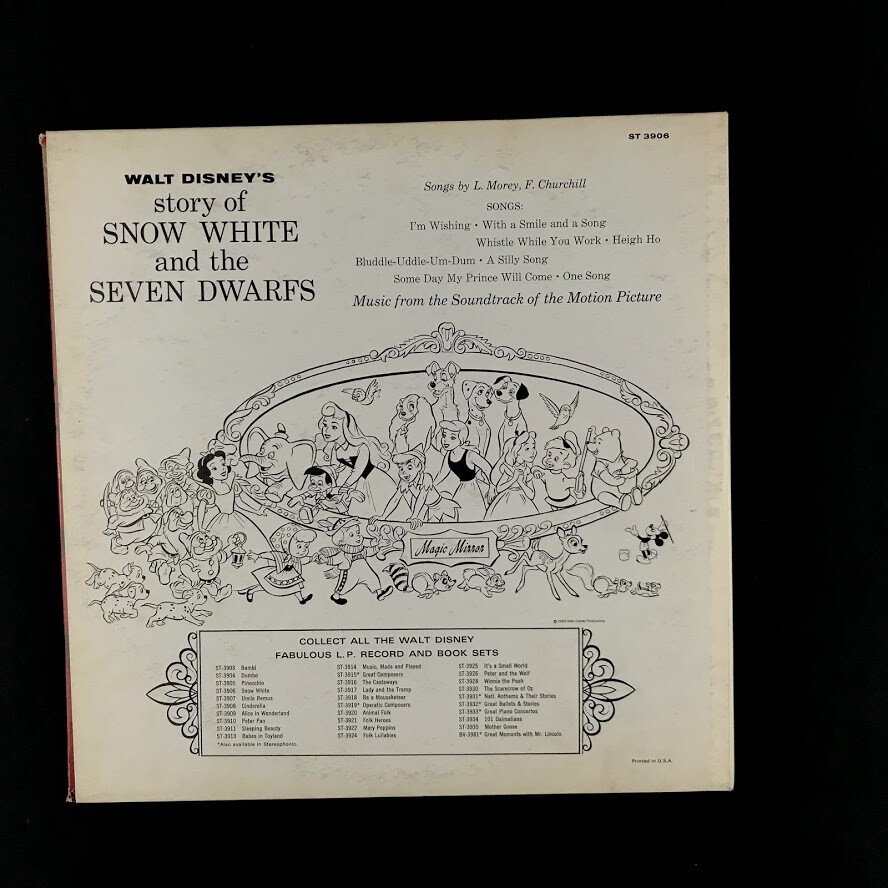 ST 3906
WALT DISNEY'S
story of
SNOW WHITE
and the
SEVEN DWARFS
Songs by L. Morey, F. Churchill
SONGS:
I'm Wishing • With a Smile and a Song
Whistle While You Work • Heigh Ho
Bluddle-Uddle-Um-Dum • A Silly Song
Some Day My Prince Will Come • One Song
Music from the Soundtrack of the Motion Picture
Magic Mirror
COLLECT ALL THE WALT DISNEY
FABULOUS L.P. RECORD AND BOOK SETS
ST-3903 Bambi
ST-3904 Dumbo
ST-3905 Pinocchio
ST-3906 Snow White
ST-3907 Uncle Remus
ST-3908 Cinderella
ST-3909 Alice in Wonderland
ST-3910 Peter Pan
ST-3911 Sleeping Beauty
ST-3913 Babes in Toyland
*Also available in Stereophonic.
ST-3914 Music, Made and Played
ST-3915* Great Composers
ST-3916 The Castaways
ST-3917 Lady and the Tramp
ST-3918 Be a Mouseketeer
ST-3919* Operatic Composers
ST-3920 Animal Folk
ST-3921 Folk Heroes
ST-3922 Mary Poppins
ST-3924 Folk Lullabies
ST-3925 It's a Small World
ST-3926 Peter and the Wolf
ST-3928 Winnie the Pooh
ST-3930 The Scarecrow of Oz
ST-3931* Natl. Anthems & Their Stories
ST-3932* Great Ballets & Stories
ST-3933* Great Piano Concertos
ST-3934 101 Dalmatians
ST-3935 Mother Goose
BV-3981* Great Moments with Mr. Lincoln
Printed in U.S.A.